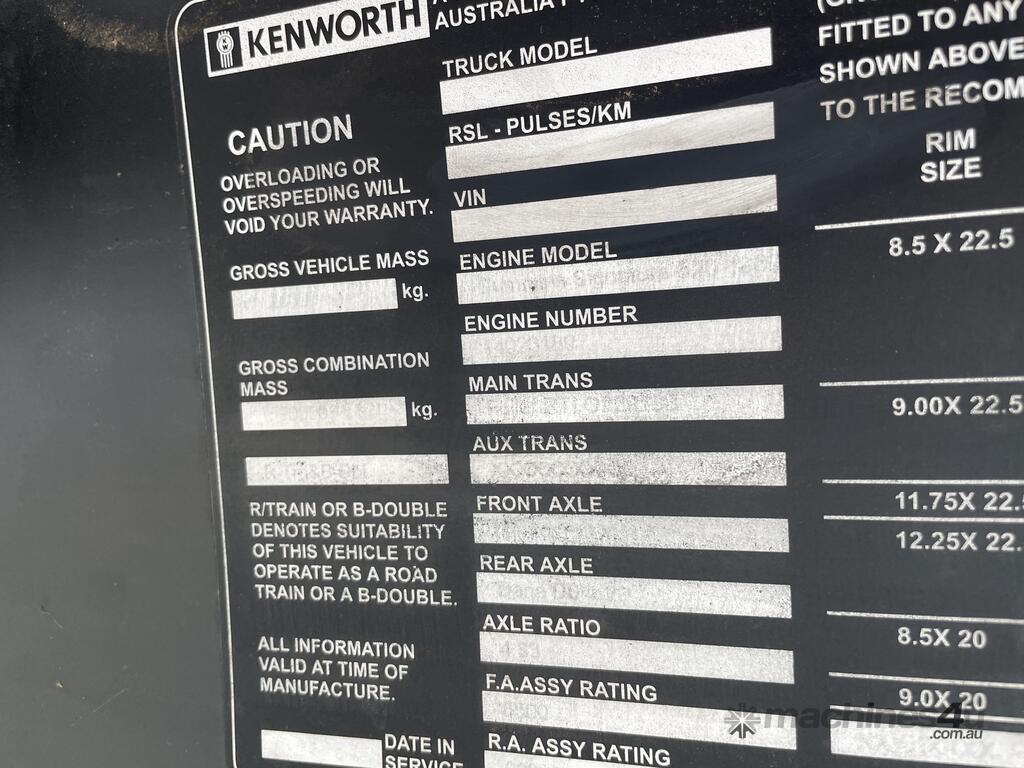 KENWORTH
AUSTRALIA
CAUTION
OVERLOADING OR
OVERSPEEDING WILL
VOID YOUR WARRANTY.
GROSS VEHICLE MASS
kg.
GROSS COMBINATION
MASS
kg.
R/TRAIN OR B-DOUBLE
DENOTES SUITABILITY
OF THIS VEHICLE TO
OPERATE AS A ROAD
TRAIN OR A B-DOUBLE.
ALL INFORMATION
VALID AT TIME OF
MANUFACTURE.
DATE IN
SERVICE
TRUCK MODEL
RSL - PULSES/KM
VIN
ENGINE MODEL
ENGINE NUMBER
MAIN TRANS
AUX TRANS
FRONT AXLE
REAR AXLE
Dana
AXLE RATIO
F.A.ASSY RATING
R.A. ASSY RATING
FITTED TO ANY
SHOWN ABOVE
TO THE
RIM
SIZE
8.5 X 22.5
9.00X 22.5
11.75X 22.
12.25X 22.
8.5X 20
9.0X 20
machines4u
.com.au